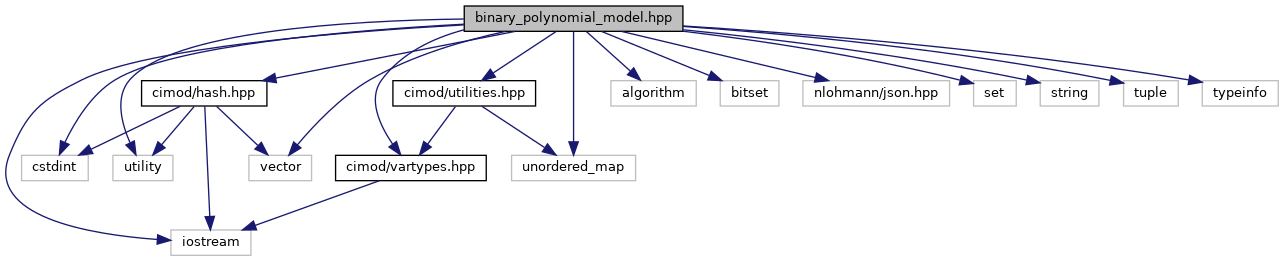 binary_polynomial_model.hpp
cimod/hash.hpp
cimod/utilities.hpp
algorithm
bitset
nlohmann/json.hpp
set
string
tuple
typeinfo
cstdint
utility
vector
cimod/vartypes.hpp
unordered_map
iostream